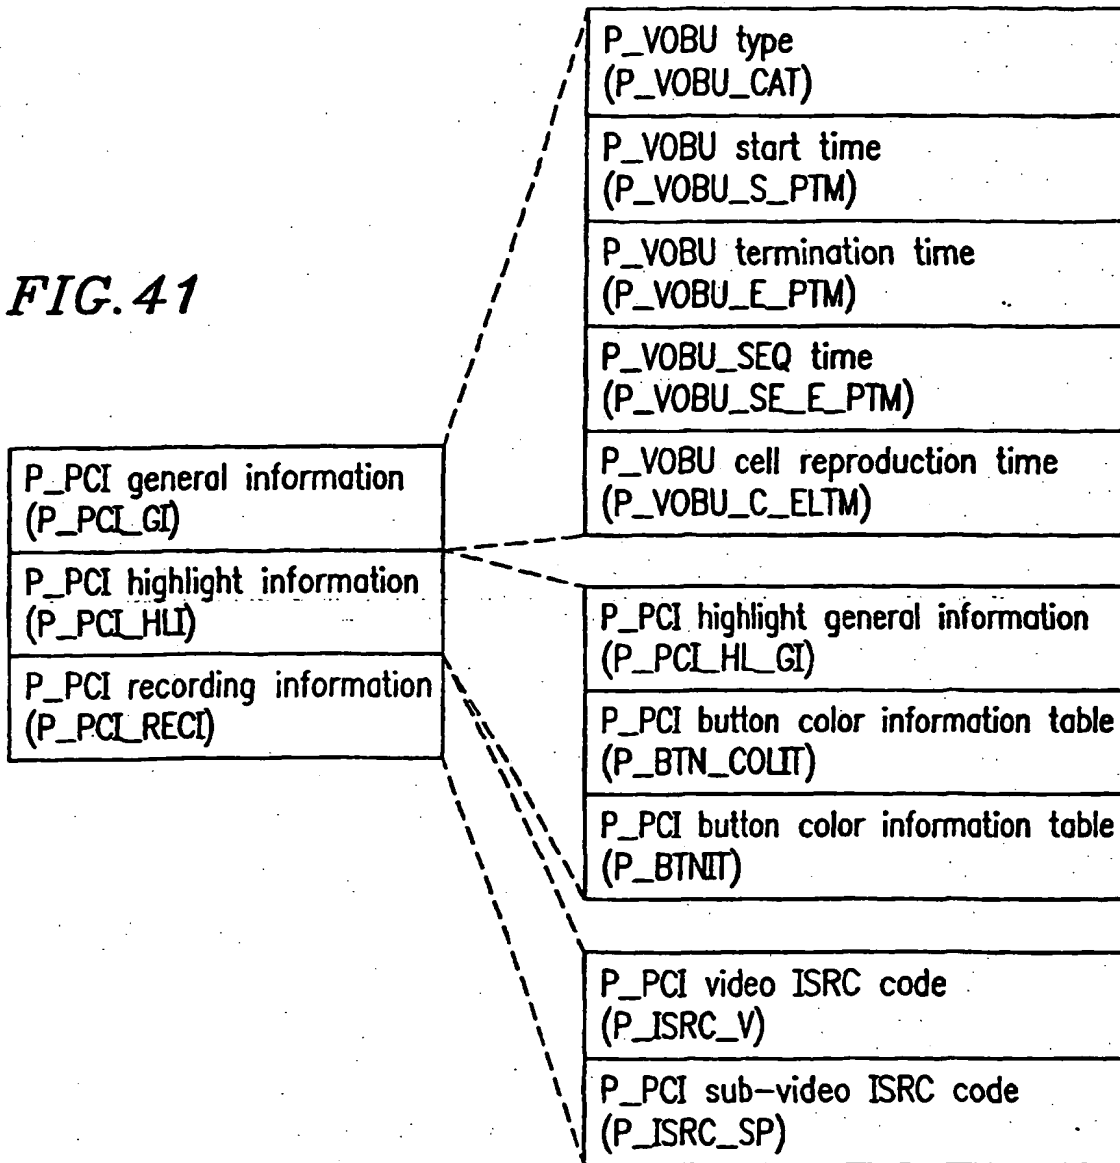 FIG.41
P_PCI general information
(P_PCI_GI)
P_PCI highlight information
(P_PCI_HLI)
P_PCI recording information
(P_PCI_RECI)
P_VOBU type
(P_VOBU_CAT)
P_VOBU start time
(P_VOBU_S_PTM)
P_VOBU termination time
(P_VOBU_E_PTM)
P_VOBU_SEQ time
(P_VOBU_SE_E_PTM)
P_VOBU cell reproduction time
(P_VOBU_C_ELTM)
P_PCI highlight general information
(P_PCI_HL_GI)
P_PCI button color information table
(P_BTN_COLIT)
P_PCI button color information table
(P_BTNIT)
P_PCI video ISRC code
(P_ISRC_V)
P_PCI sub-video ISRC code
(P_ISRC_SP)